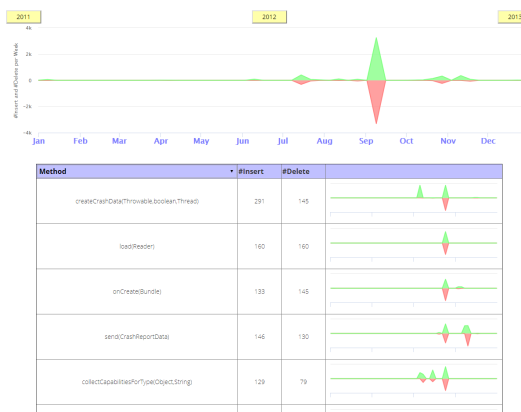 2011 2012 2013
4k
2k
0
-2k
-4k
#Insert and #Delete per Week
Jan Feb Mar Apr May Jun Jul Aug Sep Oct Nov Dec
Method #Insert #Delete
createCrashData(Throwable,boolean,Thread) 291 145
load(Reader) 160 160
onCreate(Bundle) 133 145
send(CrashReportData) 146 130
collectCapabilitiesForType(Object,String) 129 79